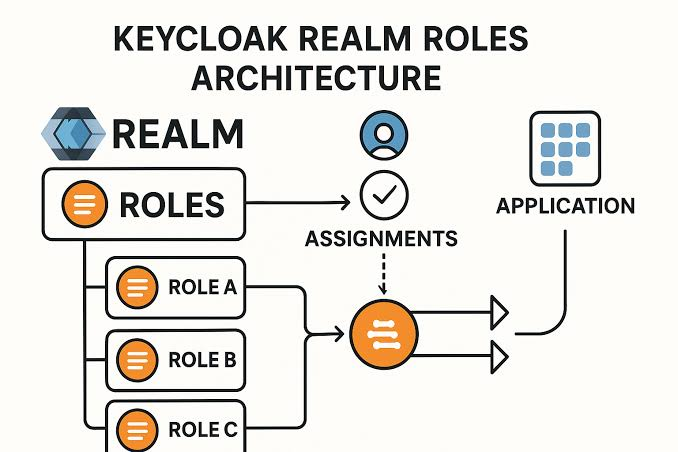 KEYCLOAK REALM ROLES
ARCHITECTURE
REALM
ROLES
ASSIGNMENTS
APPLICATION
ROLE A
ROLE B
ROLE C